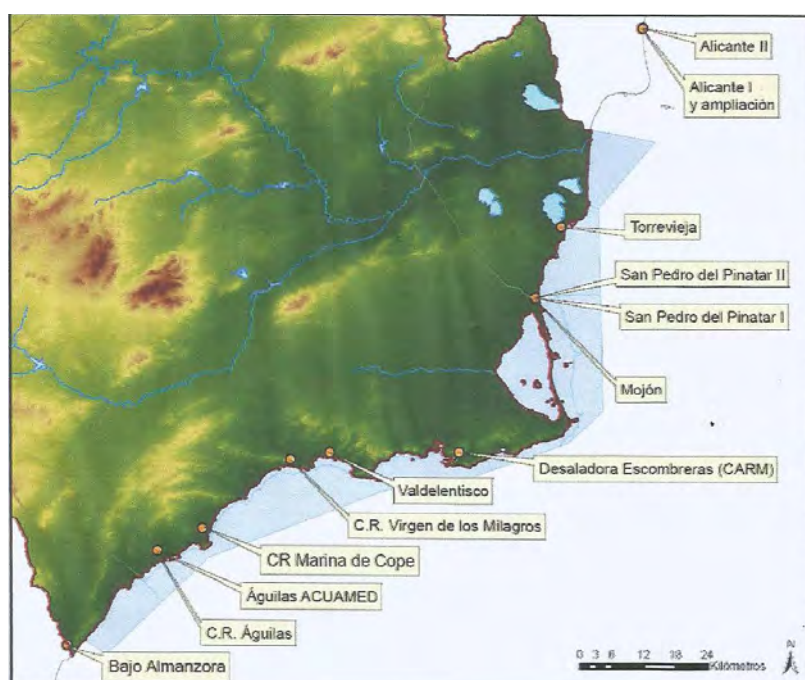 Alicante II
Alicante I
y ampliación
Torrevieja
San Pedro del Pinatar II
San Pedro del Pinatar I
Mojón
Desaladora Escombreras (CARM)
Valdelentisco
C.R. Virgen de los Milagros
CR Marina de Cope
Águilas ACUAMED
C.R. Águilas
Bajo Almanzora
0 3 6 12 18 24
Kilómetros
N